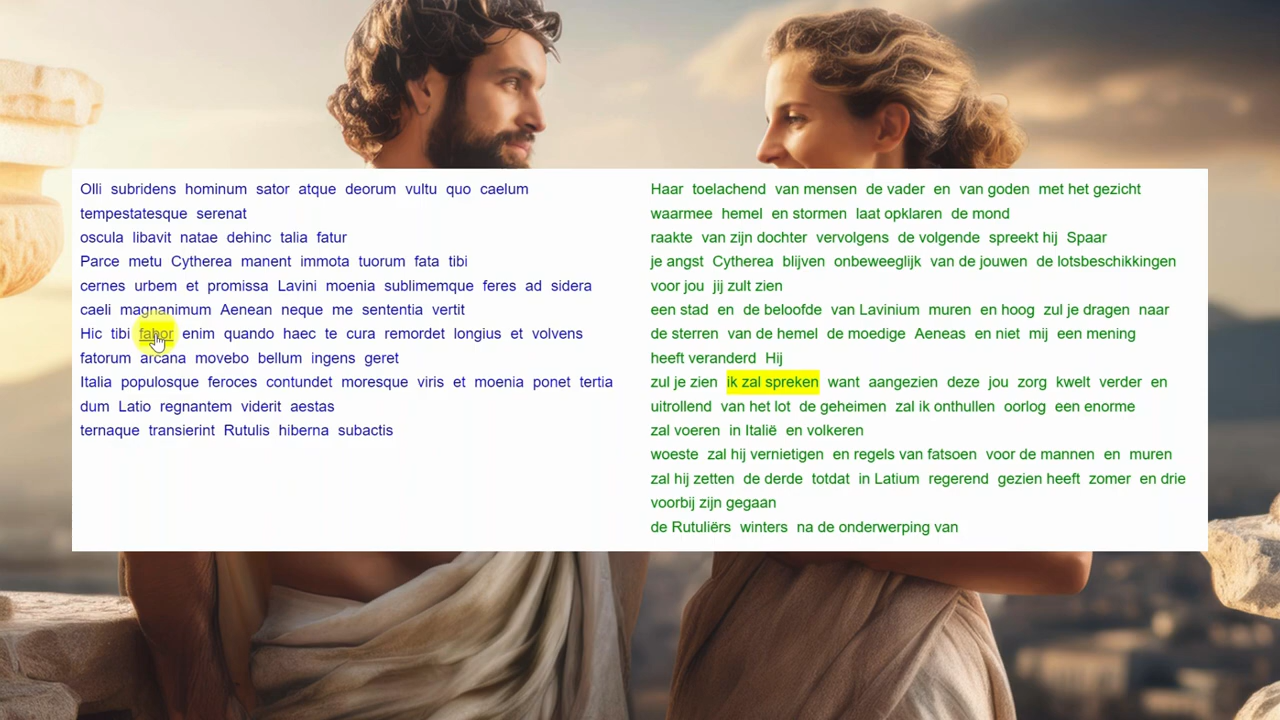 Olli subridens hominum sator atque deorum vultu quo caelum
tempestatesque serenat
oscula libavit natae dehinc talia fatur
Parce metu Cytherea manent immota tuorum fata tibi
cernes urbem et promissa Lavini moenia sublimemque feres ad sidera
caeli magnanimum Aenean neque me sententia vertit
Hic tibi fabor enim quando haec te cura remordet longius et volvens
fatorum arcana movebo bellum ingens geret
Italia populosque feroces contundet moresque viris et moenia ponet tertia
dum Latio regnantem viderit aestas
ternaque transierint Rutulis hiberna subactis
Haar toelachend van mensen de vader en van goden met het gezicht
waarmee hemel en stormen laat opklaren de mond
raakte van zijn dochter vervolgens de volgende spreekt hij Spaar
je angst Cytherea blijven onbeweeglijk van de jouwen de lotsbeschikkingen
voor jou jij zult zien
een stad en de beloofde van Lavinium muren en hoog zul je dragen naar
de sterren van de hemel de moedige Aeneas en niet mij een mening
heeft veranderd Hij
zul je zien ik zal spreken want aangezien deze jou zorg kwelt verder en
uitrollend van het lot de geheimen zal ik onthullen oorlog een enorme
zal voeren in Italië en volkeren
woeste zal hij vernietigen en regels van fatsoen voor de mannen en muren
zal hij zetten de derde totdat in Latium regerend gezien heeft zomer en drie
voorbij zijn gegaan
de Rutuliërs winters na de onderwerping van